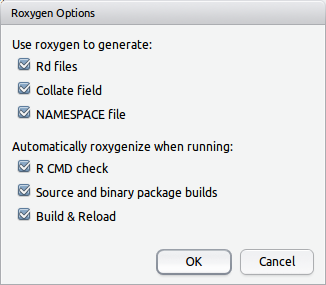 Roxygen Options
Use roxygen to generate:
Rd files
Collate field
NAMESPACE file
Automatically roxygenize when running:
R CMD check
Source and binary package builds
Build & Reload
OK
Cancel